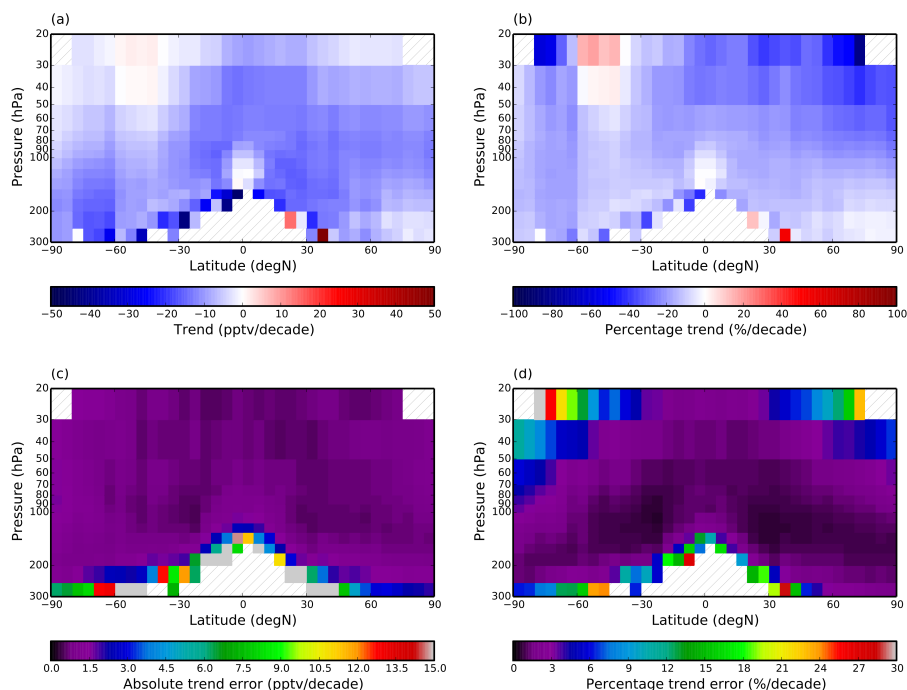 (a)
20
30
40
50
60
70
80
90
100
200
300
Pressure (hPa)
−90 −60 −30 0 30 60 90
Latitude (degN)
−50 −40 −30 −20 −10 0 10 20 30 40 50
Trend (pptv/decade)
(b)
20
30
40
50
60
70
80
90
100
200
300
Pressure (hPa)
−90 −60 −30 0 30 60 90
Latitude (degN)
−100 −80 −60 −40 −20 0 20 40 60 80 100
Percentage trend (%/decade)
(c)
20
30
40
50
60
70
80
90
100
200
300
Pressure (hPa)
−90 −60 −30 0 30 60 90
Latitude (degN)
0.0 1.5 3.0 4.5 6.0 7.5 9.0 10.5 12.0 13.5 15.0
Absolute trend error (pptv/decade)
(d)
20
30
40
50
60
70
80
90
100
200
300
Pressure (hPa)
−90 −60 −30 0 30 60 90
Latitude (degN)
0 3 6 9 12 15 18 21 24 27 30
Percentage trend error (%/decade)